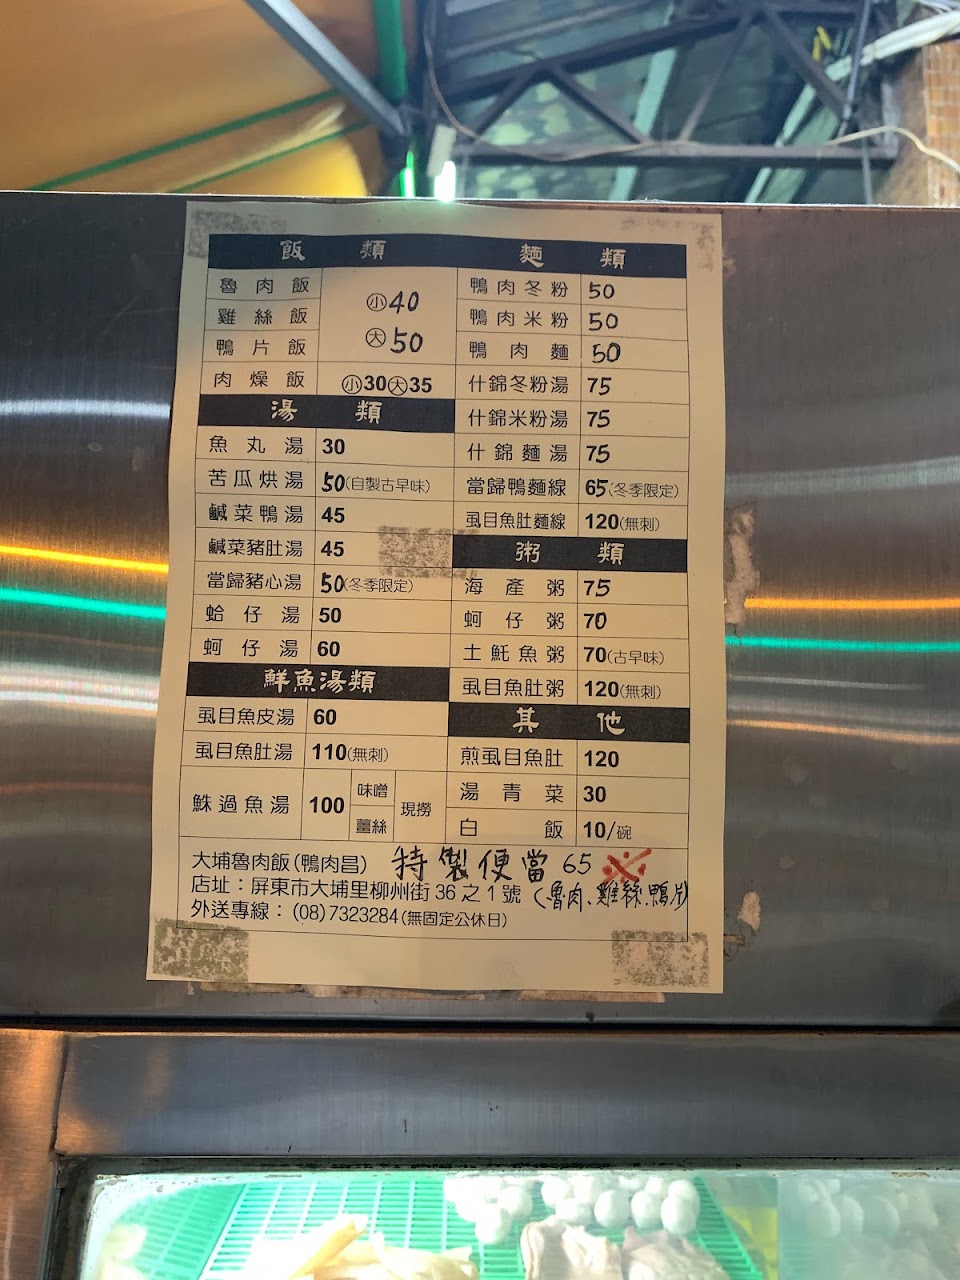 飯 類
魯肉飯
雞絲飯
鴨片飯
小40
大50
肉燥飯 小30大35
湯 類
魚丸湯 30
苦瓜烘湯 50(自製古早味)
鹹菜鴨湯 45
鹹菜豬肚湯 45
當歸豬心湯 50(冬季限定)
蛤仔湯 50
蚵仔湯 60
鮮魚湯類
虱目魚皮湯 60
虱目魚肚湯 110(無刺)
鮢過魚湯 100 味噌 薑絲 現撈
麵 類
鴨肉冬粉 50
鴨肉米粉 50
鴨肉麵 50
什錦冬粉湯 75
什錦米粉湯 75
什錦麵湯 75
當歸鴨麵線 65(冬季限定)
虱目魚肚麵線 120(無刺)
粥 類
海產粥 75
蚵仔粥 70
土魠魚粥 70(古早味)
虱目魚肚粥 120(無刺)
其 他
煎虱目魚肚 120
湯青菜 30
白飯 10/碗
大埔魯肉飯(鴨肉昌) 特製便當 65 ※
店址：屏東市大埔里柳州街36之1號 (魯肉、雞絲、鴨片)
外送專線：(08)7323284(無固定公休日)